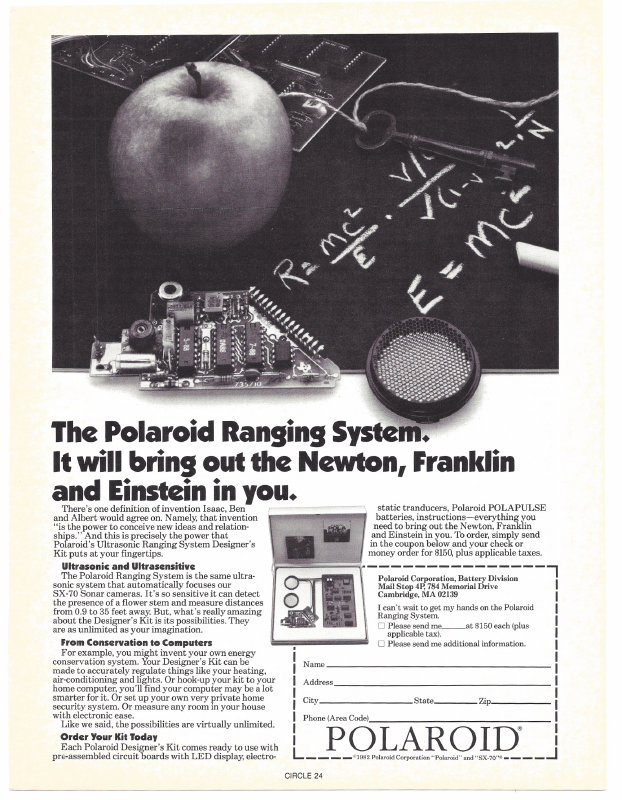 R = mc²/E · V/
V(1-V
2. 1/N
E = MC²
735710
The Polaroid Ranging System.
It will bring out the Newton, Franklin
and Einstein in you.
There's one definition of invention Isaac, Ben
and Albert would agree on. Namely, that invention
"is the power to conceive new ideas and relation-
ships." And this is precisely the power that
Polaroid's Ultrasonic Ranging System Designer's
Kit puts at your fingertips.
Ultrasonic and Ultrasensitive
The Polaroid Ranging System is the same ultra-
sonic system that automatically focuses our
SX-70 Sonar cameras. It's so sensitive it can detect
the presence of a flower stem and measure distances
from 0.9 to 35 feet away. But, what's really amazing
about the Designer's Kit is its possibilities. They
are as unlimited as your imagination.
From Conservation to Computers
For example, you might invent your own energy
conservation system. Your Designer's Kit can be
made to accurately regulate things like your heating,
air-conditioning and lights. Or hook-up your kit to your
home computer, you'll find your computer may be a lot
smarter for it. Or set up your own very private home
security system. Or measure any room in your house
with electronic ease.
Like we said, the possibilities are virtually unlimited.
Order Your Kit Today
Each Polaroid Designer's Kit comes ready to use with
pre-assembled circuit boards with LED display, electro-
static tranducers, Polaroid POLAPULSE
batteries, instructions—everything you
need to bring out the Newton, Franklin
and Einstein in you. To order, simply send
in the coupon below and your check or
money order for $150, plus applicable taxes.
Polaroid Corporation, Battery Division
Mail Stop 4P, 784 Memorial Drive
Cambridge, MA 02139
I can't wait to get my hands on the Polaroid
Ranging System.
☐ Please send me_____at $150 each (plus
applicable tax).
☐ Please send me additional information.
Name
Address
City State Zip
Phone (Area Code)
POLAROID®
©1982 Polaroid Corporation "Polaroid" and "SX-70"®
CIRCLE 24